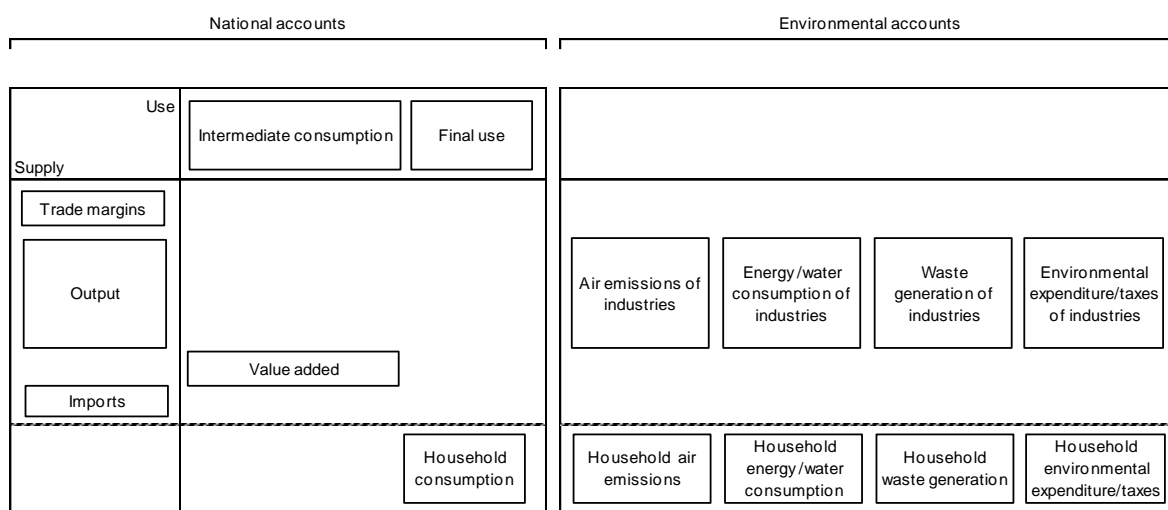 National accounts
Environmental accounts
Use
Intermediate consumption
Final use
Supply
Trade margins
Output
Air emissions of
industries
Energy/water
consumption of
industries
Waste
generation of
industries
Environmental
expenditure/taxes
of industries
Value added
Imports
Household
consumption
Household air
emissions
Household
energy/water
consumption
Household
waste generation
Household
environmental
expenditure/taxes